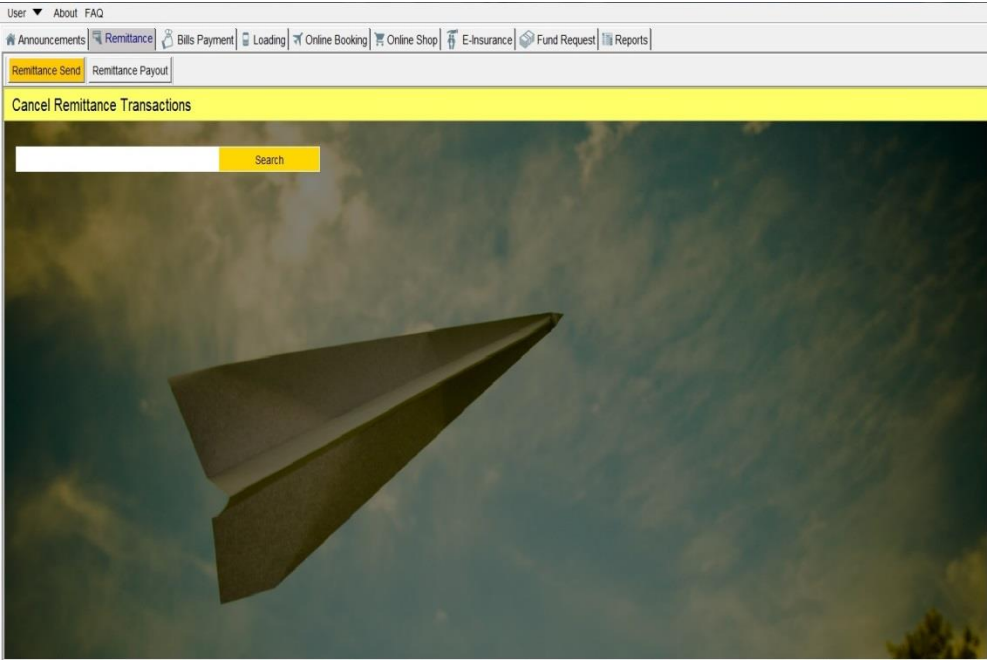 User ▼ About FAQ
Announcements Remittance Bills Payment Loading Online Booking Online Shop E-Insurance Fund Request Reports
Remittance Send Remittance Payout
Cancel Remittance Transactions
Search